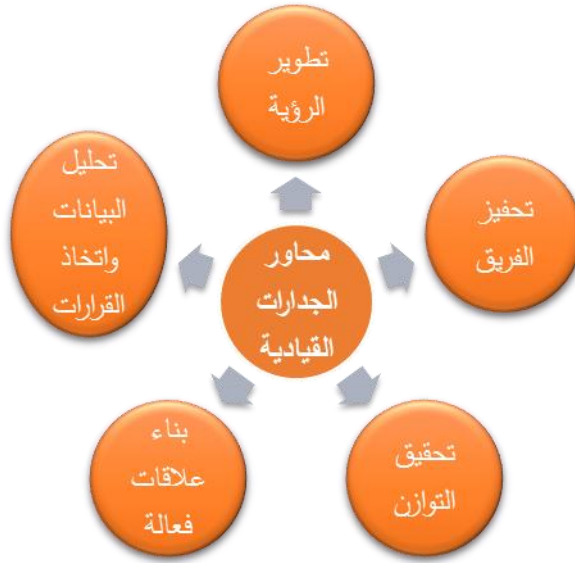 تطوير
الرؤية
تحفيز
الفريق
تحليل
البيانات
واتخاذ
القرارات
محاور
الجدارات
القيادية
تحقيق
التوازن
بناء
علاقات
فعالة